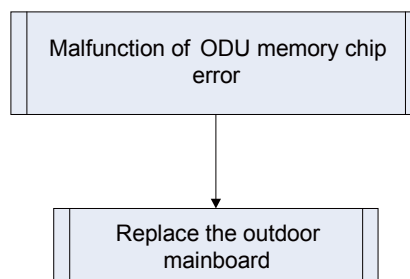 Malfunction of ODU memory chip
error
Replace the outdoor
mainboard